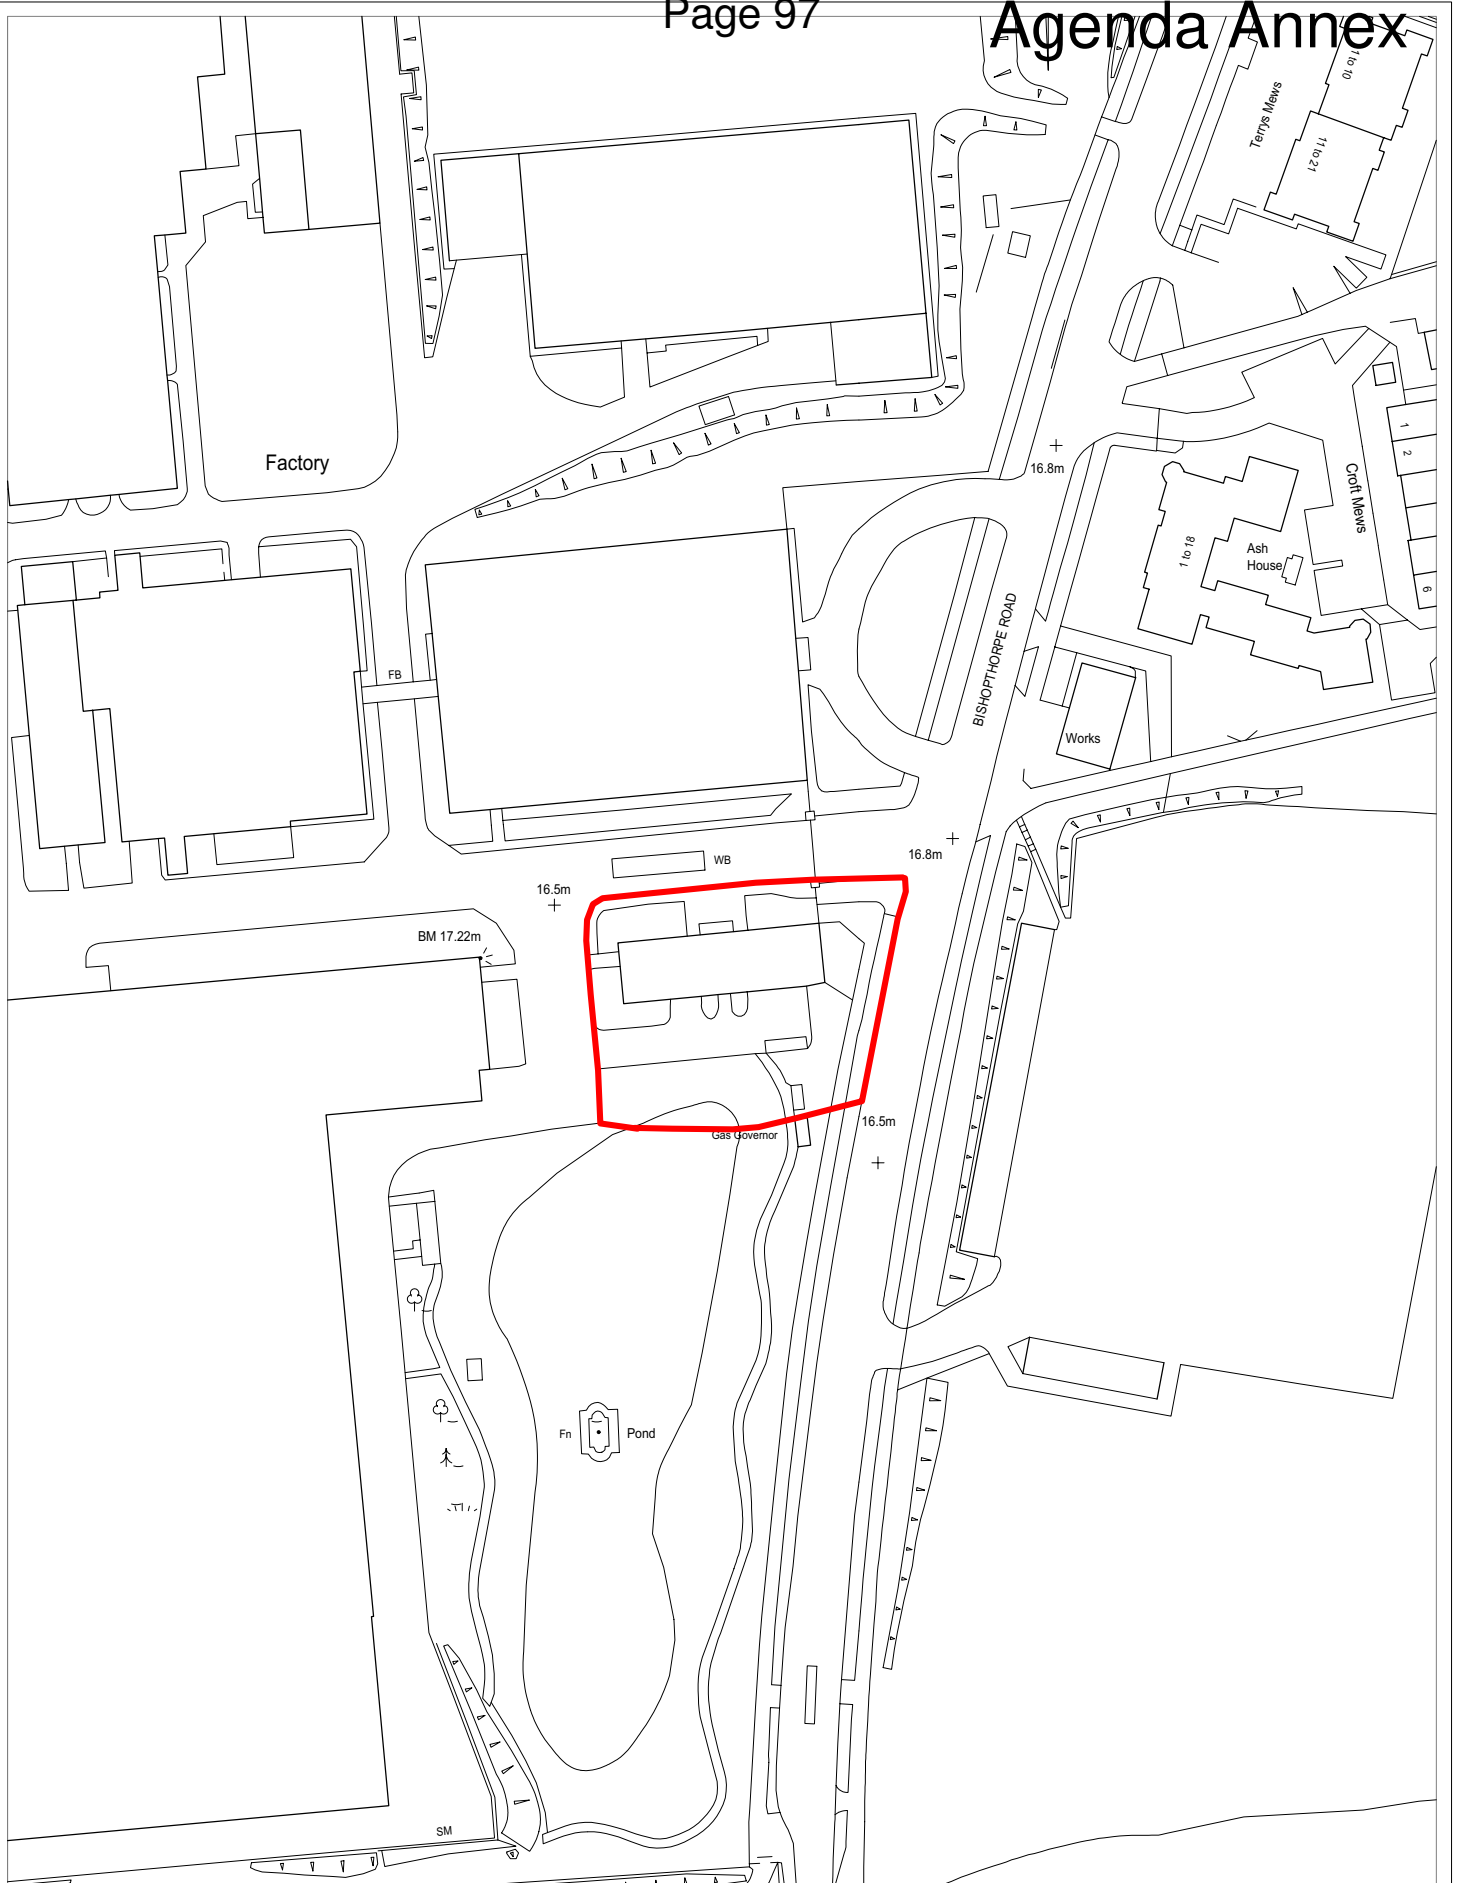 Page 97
Agenda Annex
1 to 10
Terrys Mews
11 to 21
1
16.8m
2
Factory
Croft Mews
1 to 18
Ash
House
6
BISHOPTHORPE ROAD
FB
Works
16.8m
WB
16.5m
BM 17.22m
16.5m
Gas Governor
Fn
Pond
SM